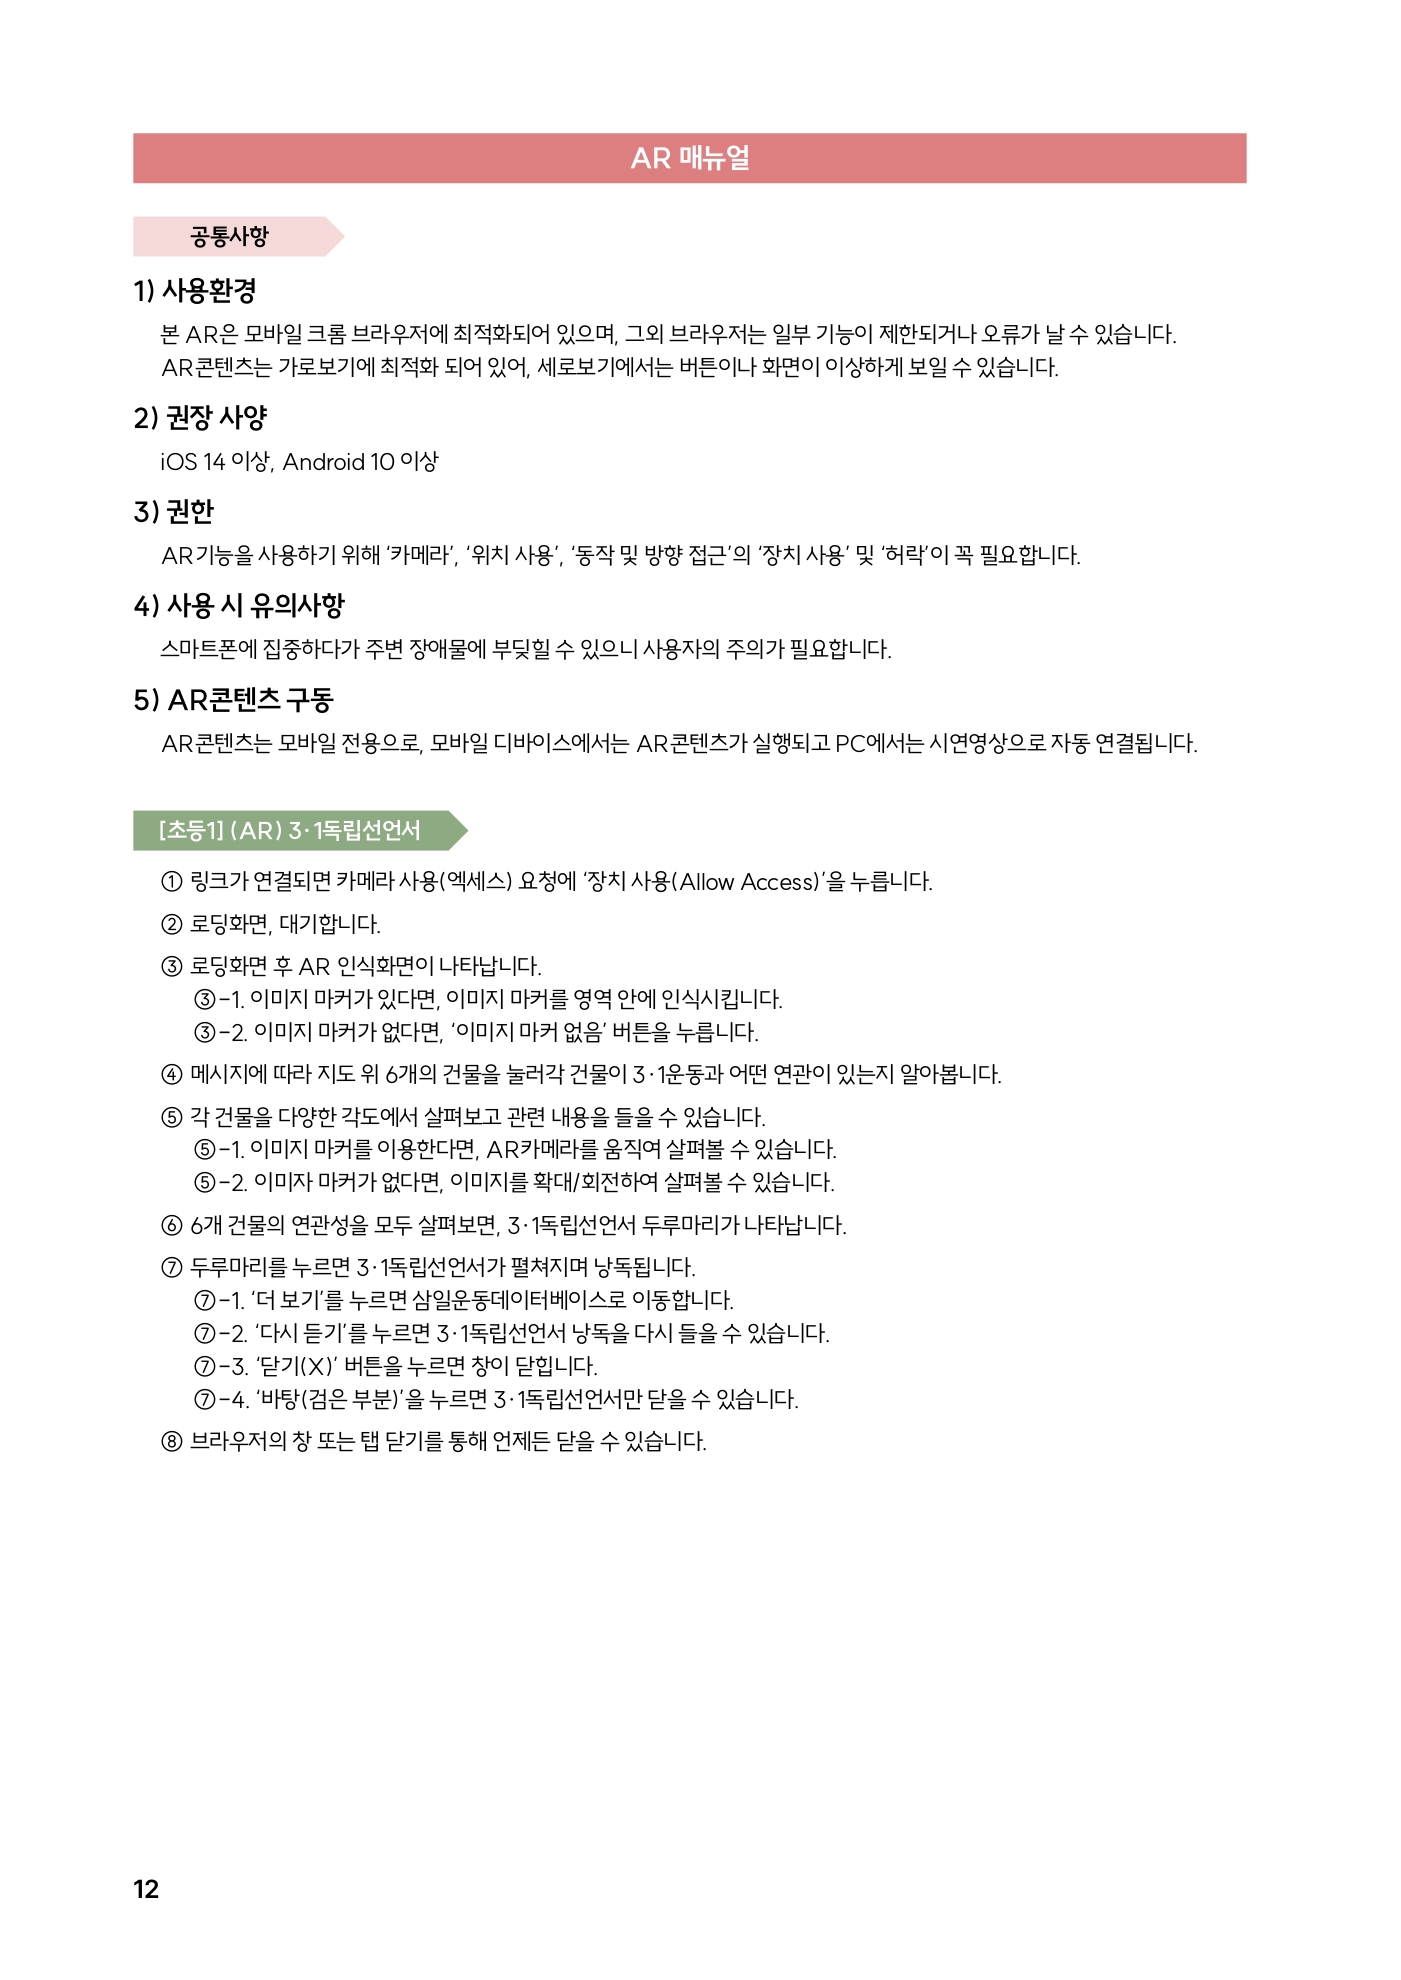 AR 매뉴얼
공통사항
1) 사용환경
본 AR은 모바일 크롬 브라우저에 최적화되어 있으며, 그외 브라우저는 일부 기능이 제한되거나 오류가 날 수 있습니다.
AR콘텐츠는 가로보기에 최적화 되어 있어, 세로보기에서는 버튼이나 화면이 이상하게 보일 수 있습니다.
2) 권장 사양
iOS 14 이상, Android 10 이상
3) 권한
AR기능을 사용하기 위해 ‘카메라’, ‘위치 사용’, ‘동작 및 방향 접근’의 ‘장치 사용’ 및 ‘허락’이 꼭 필요합니다.
4) 사용 시 유의사항
스마트폰에 집중하다가 주변 장애물에 부딪힐 수 있으니 사용자의 주의가 필요합니다.
5) AR콘텐츠 구동
AR콘텐츠는 모바일 전용으로, 모바일 디바이스에서는 AR콘텐츠가 실행되고 PC에서는 시연영상으로 자동 연결됩니다.
[초등1] (AR) 3·1독립선언서
① 링크가 연결되면 카메라 사용(엑세스) 요청에 ‘장치 사용(Allow Access)’을 누릅니다.
② 로딩화면, 대기합니다.
③ 로딩화면 후 AR 인식화면이 나타납니다.
③-1. 이미지 마커가 있다면, 이미지 마커를 영역 안에 인식시킵니다.
③-2. 이미지 마커가 없다면, ‘이미지 마커 없음’ 버튼을 누릅니다.
④ 메시지에 따라 지도 위 6개의 건물을 눌러각 건물이 3·1운동과 어떤 연관이 있는지 알아봅니다.
⑤ 각 건물을 다양한 각도에서 살펴보고 관련 내용을 들을 수 있습니다.
⑤-1. 이미지 마커를 이용한다면, AR카메라를 움직여 살펴볼 수 있습니다.
⑤-2. 이미자 마커가 없다면, 이미지를 확대/회전하여 살펴볼 수 있습니다.
⑥ 6개 건물의 연관성을 모두 살펴보면, 3·1독립선언서 두루마리가 나타납니다.
⑦ 두루마리를 누르면 3·1독립선언서가 펼쳐지며 낭독됩니다.
⑦-1. ‘더 보기’를 누르면 삼일운동데이터베이스로 이동합니다.
⑦-2. ‘다시 듣기’를 누르면 3·1독립선언서 낭독을 다시 들을 수 있습니다.
⑦-3. ‘닫기(X)’ 버튼을 누르면 창이 닫힙니다.
⑦-4. ‘바탕(검은 부분)’을 누르면 3·1독립선언서만 닫을 수 있습니다.
⑧ 브라우저의 창 또는 탭 닫기를 통해 언제든 닫을 수 있습니다.
12